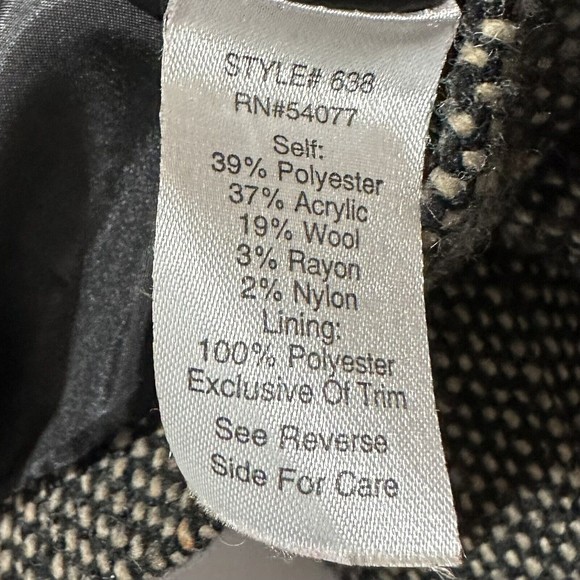 STYLE# 638
RN#54077
Self:
39% Polyester
37% Acrylic
19% Wool
3% Rayon
2% Nylon
Lining:
100% Polyester
Exclusive Of Trim
See Reverse
Side For Care